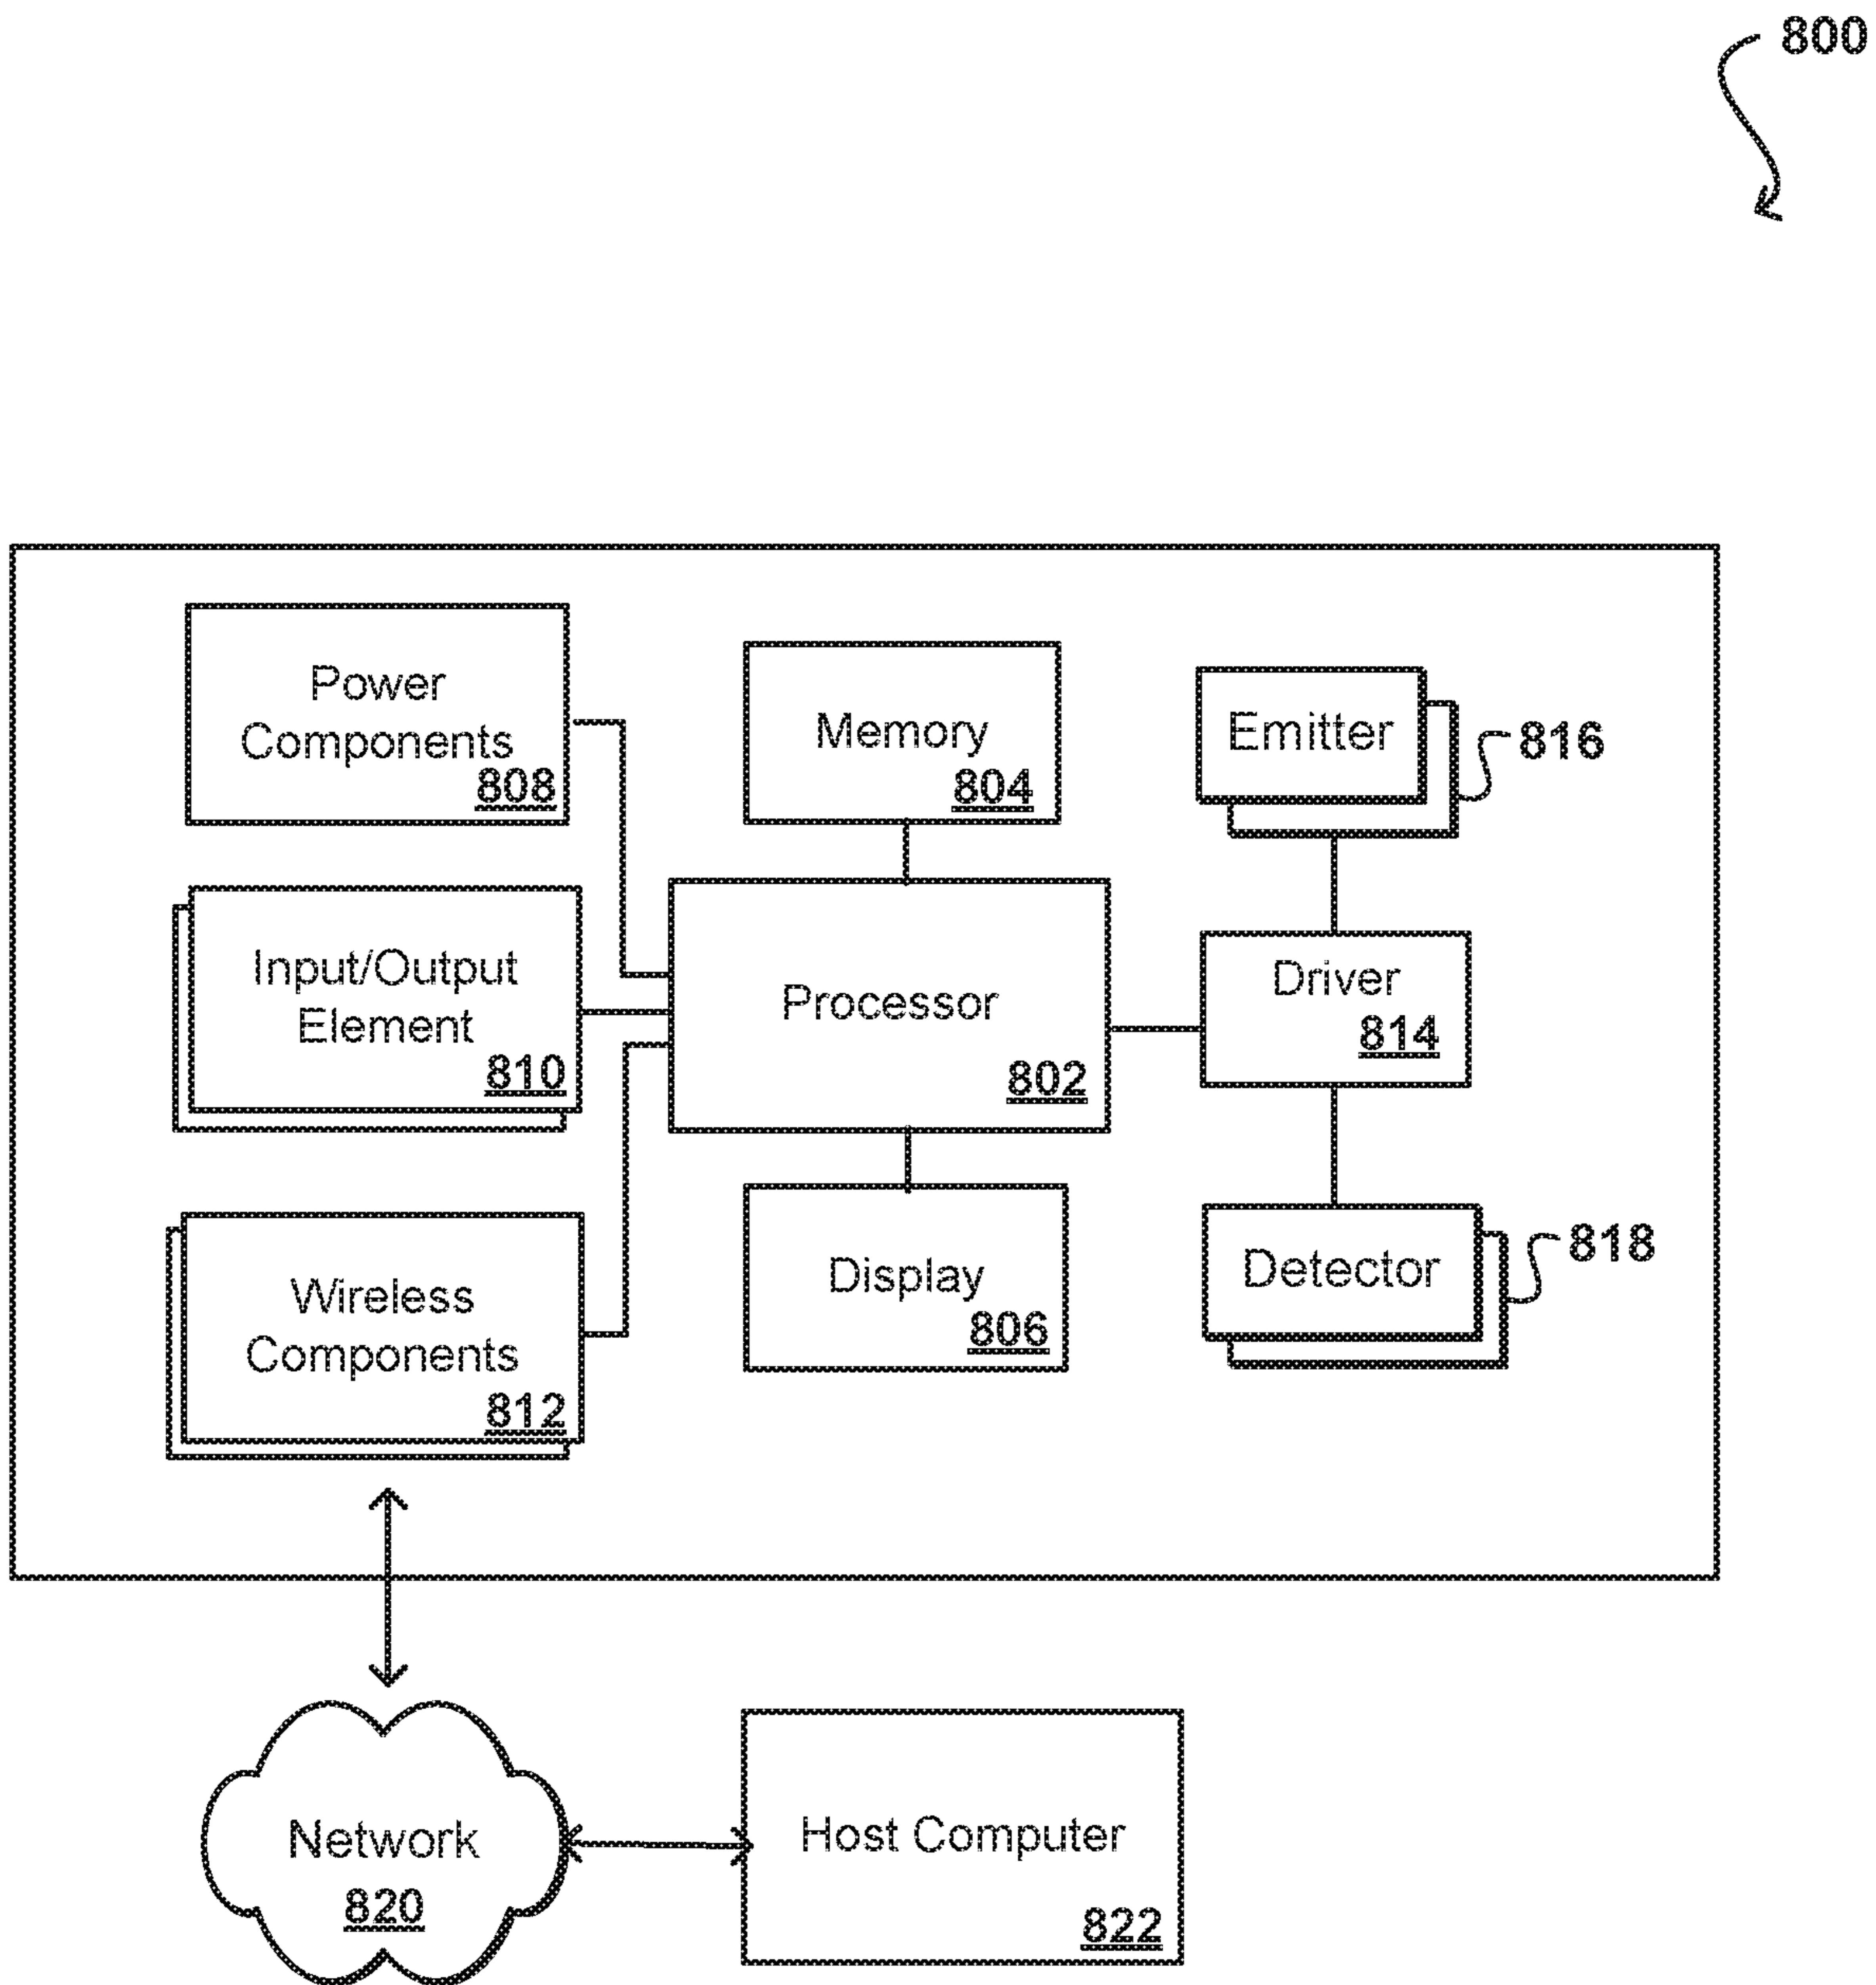 800
Power
Components
808
Memory
804
Emitter
816
Input/Output
Element
810
Processor
802
Driver
814
Wireless
Components
812
Display
806
Detector
818
Network
820
Host Computer
822